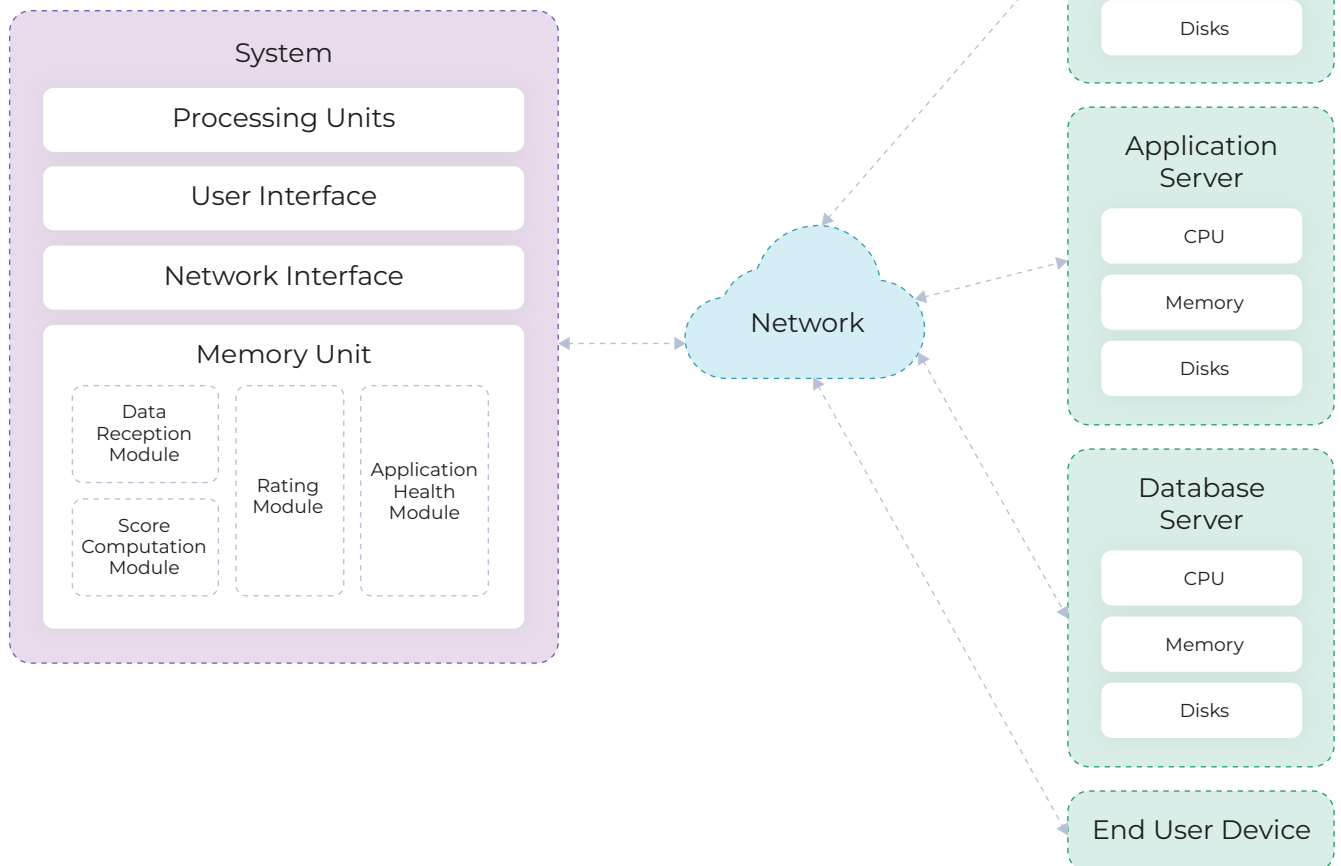 System
Processing Units
User Interface
Network Interface
Memory Unit
Data
Reception
Module
Score
Computation
Module
Rating
Module
Application
Health
Module
Network
Disks
Application
Server
CPU
Memory
Disks
Database
Server
CPU
Memory
Disks
End User Device